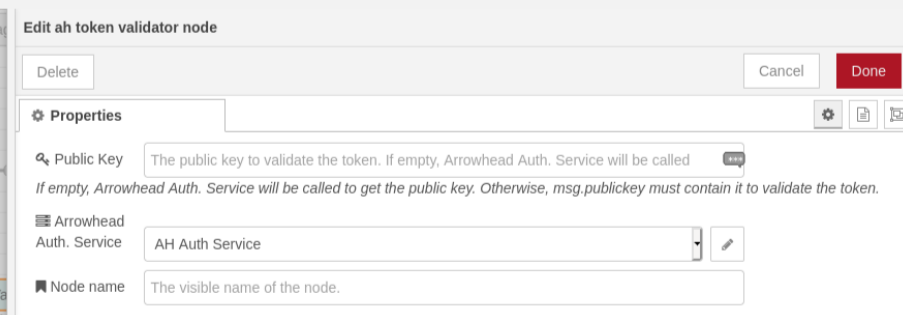 Edit ah token validator node
Delete
Cancel
Done
Properties
Public Key
The public key to validate the token. If empty, Arrowhead Auth. Service will be called
If empty, Arrowhead Auth. Service will be called to get the public key. Otherwise, msg.publickey must contain it to validate the token.
Arrowhead
Auth. Service
AH Auth Service
Node name
The visible name of the node.